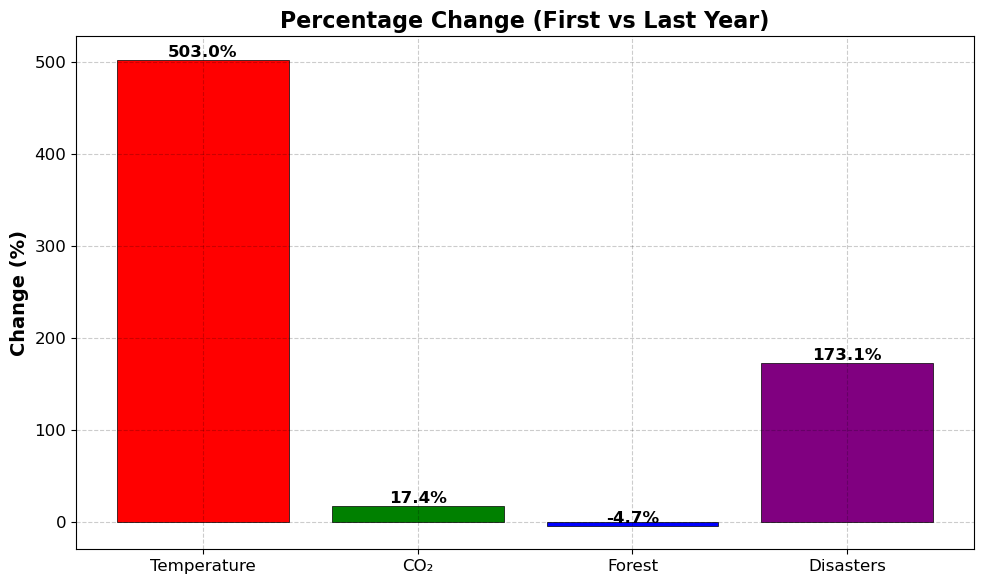 Percentage Change (First vs Last Year)
Change (%)
500
400
300
200
100
0
503.0%
17.4%
-4.7%
173.1%
Temperature
CO₂
Forest
Disasters